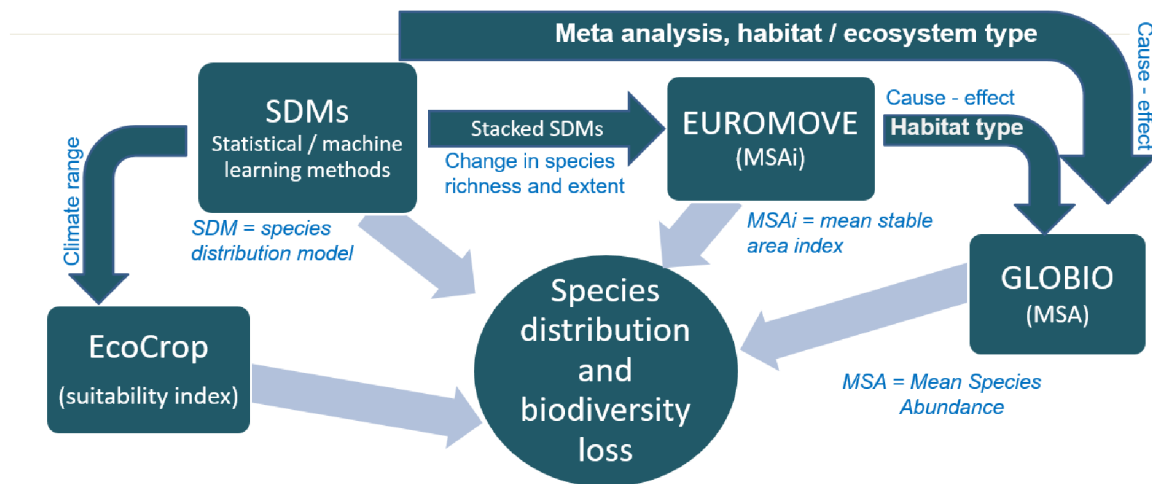 Meta analysis, habitat / ecosystem type
Cause - effect
SDMs
Statistical / machine
learning methods
Climate range
Stacked SDMs
Change in species
richness and extent
EUROMOVE
(MSAi)
Cause - effect
Habitat type
SDM = species
distribution model
MSAi = mean stable
area index
GLOBIO
(MSA)
Species
distribution
and
biodiversity
loss
EcoCrop
(suitability index)
MSA = Mean Species
Abundance